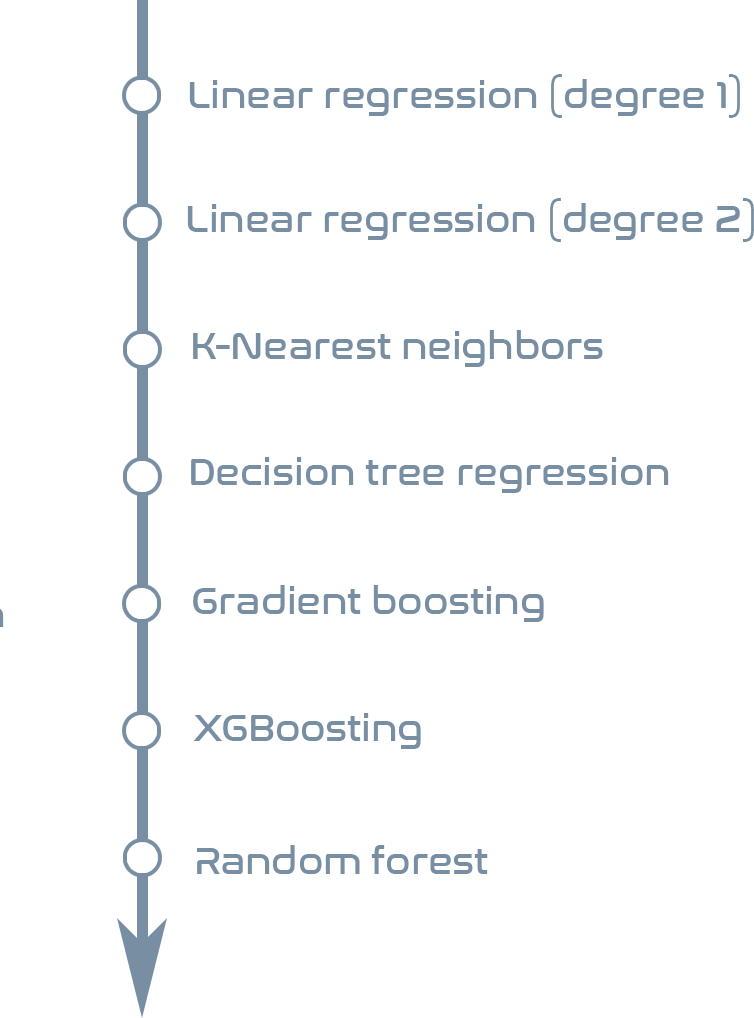 Linear regression (degree 1)
Linear regression (degree 2)
K-Nearest neighbors
Decision tree regression
Gradient boosting
XGBoosting
Random forest